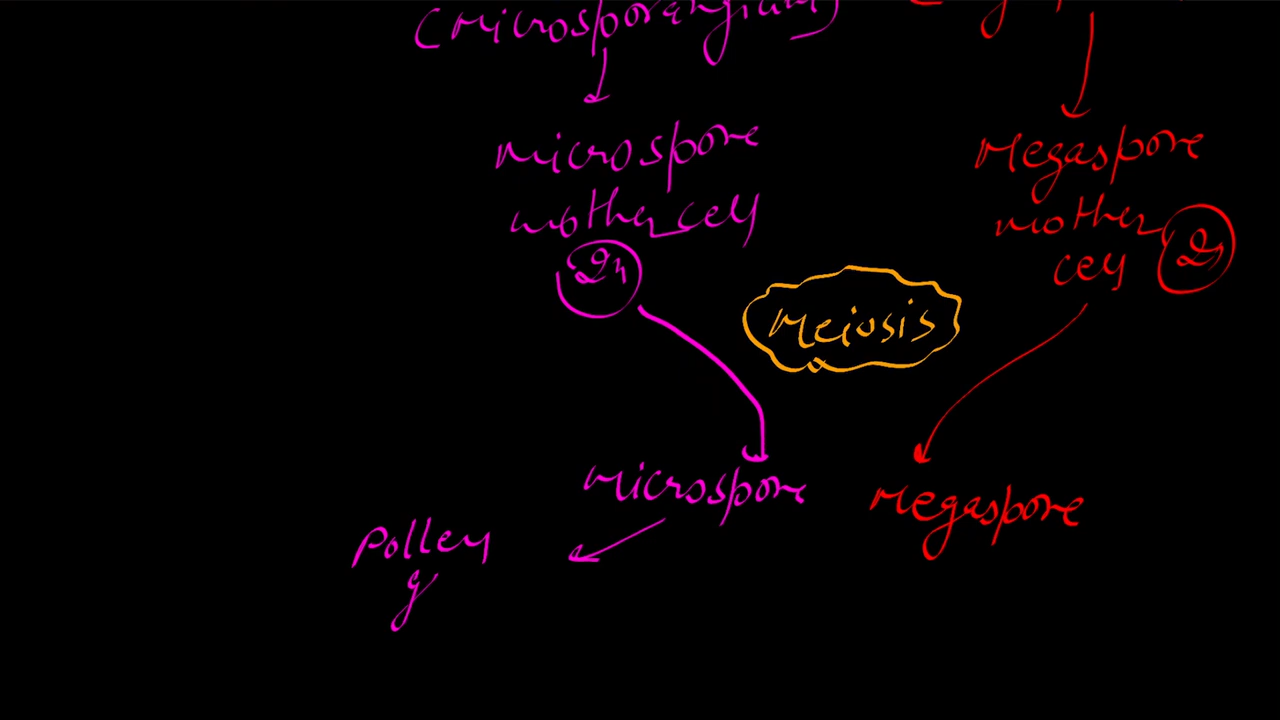 (Microsporangium)
Microspore
mother cell
2n
Megaspore
mother
cell 2n
Meiosis
Microspore
Megaspore
Pollen
g